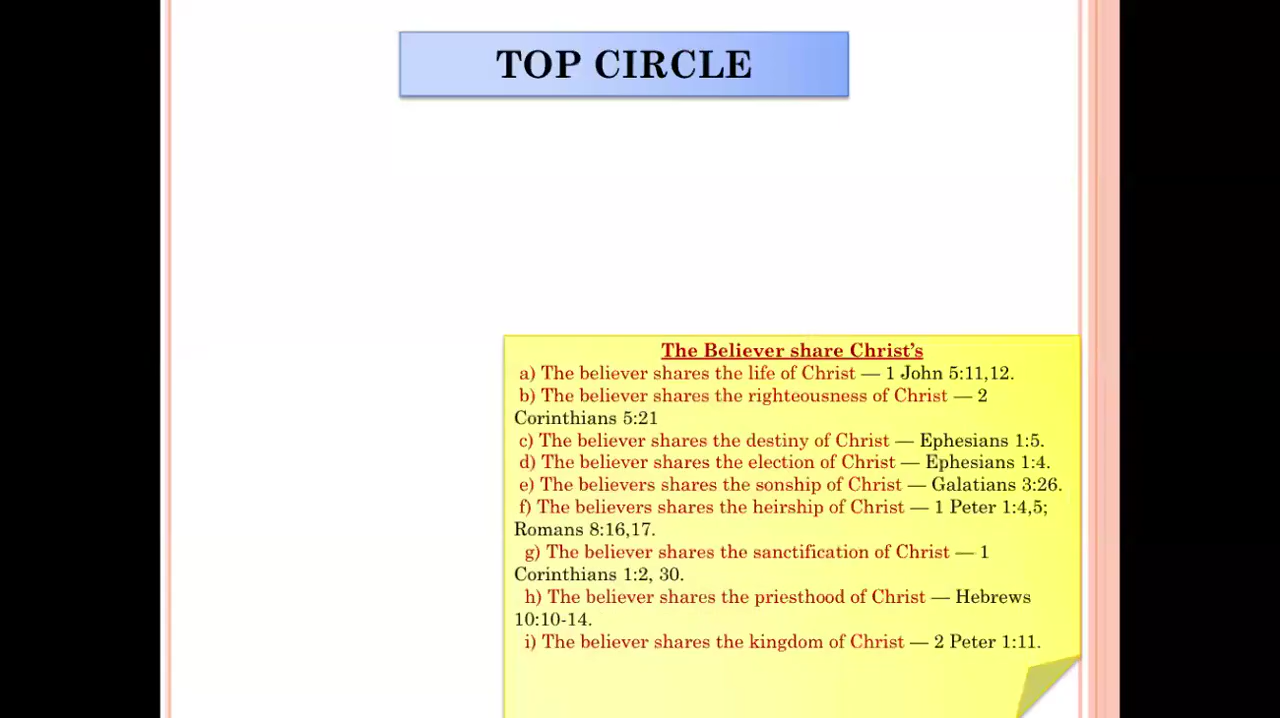 TOP CIRCLE
The Believer share Christ's
a) The believer shares the life of Christ — 1 John 5:11,12.
b) The believer shares the righteousness of Christ — 2
Corinthians 5:21
c) The believer shares the destiny of Christ — Ephesians 1:5.
d) The believer shares the election of Christ — Ephesians 1:4.
e) The believers shares the sonship of Christ — Galatians 3:26.
f) The believers shares the heirship of Christ — 1 Peter 1:4,5;
Romans 8:16,17.
g) The believer shares the sanctification of Christ — 1
Corinthians 1:2, 30.
h) The believer shares the priesthood of Christ — Hebrews
10:10-14.
i) The believer shares the kingdom of Christ — 2 Peter 1:11.